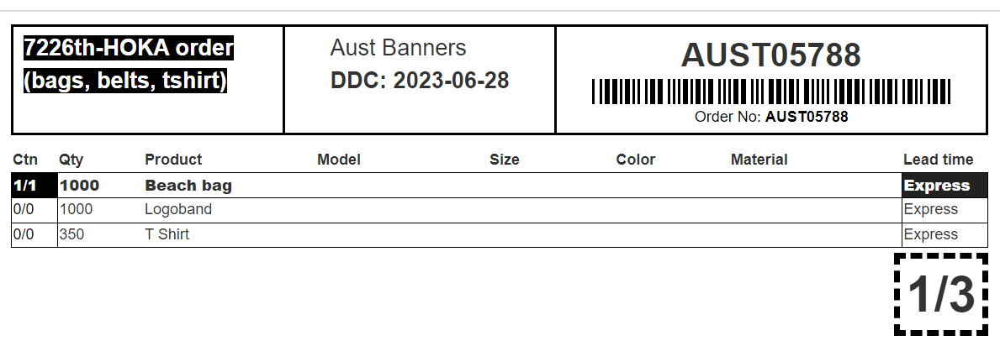 7226th-HOKA order
(bags, belts, tshirt)
Aust Banners
DDC: 2023-06-28
AUST05788
Order No: AUST05788
Ctn Qty Product Model Size Color Material Lead time
1/1 1000 Beach bag Express
0/0 1000 Logoband Express
0/0 350 T Shirt Express
1/3